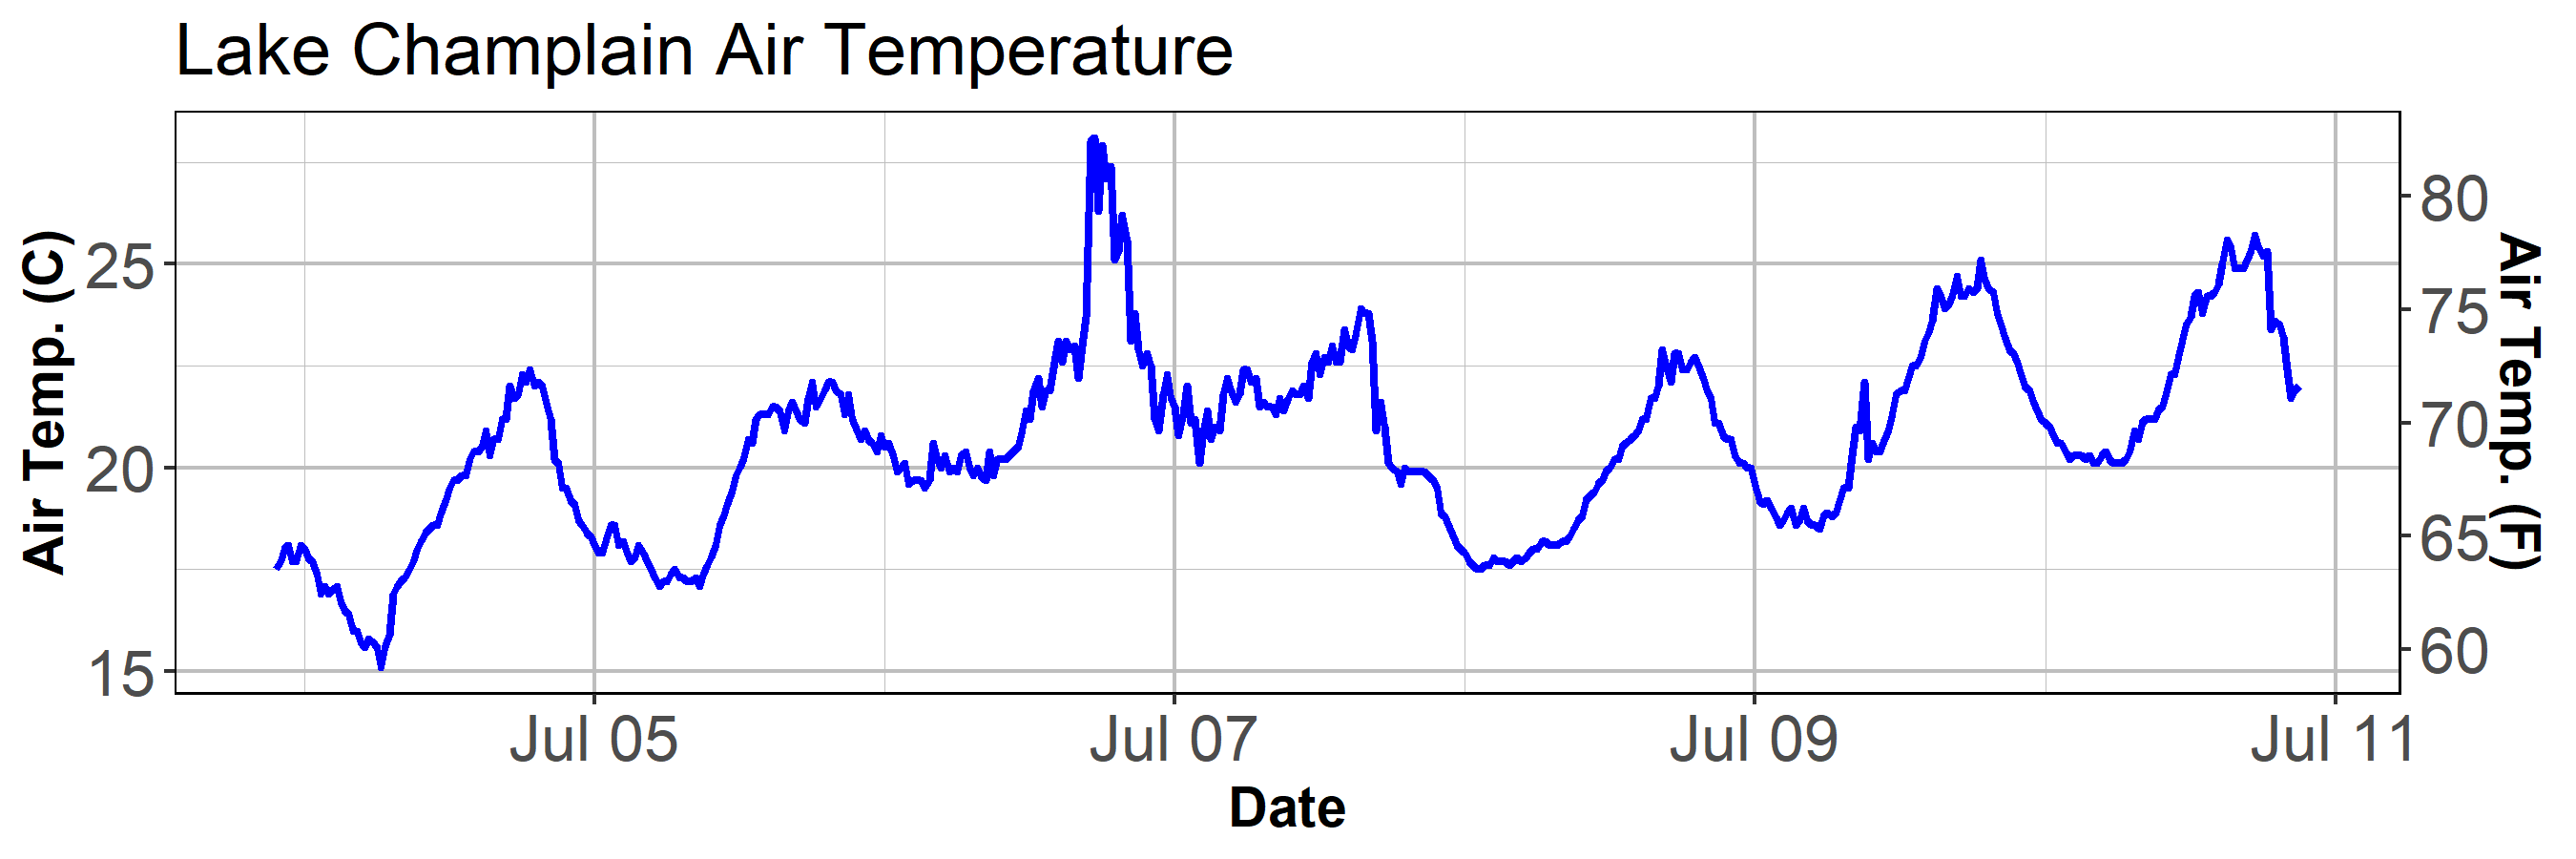 Lake Champlain Air Temperature
Air Temp. (C)
25
20
15
80
75
70
65
60
Air Temp. (F)
Jul 05
Jul 07
Jul 09
Jul 11
Date